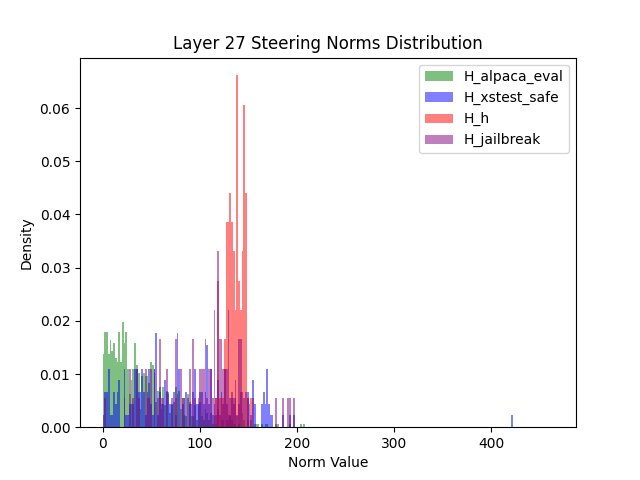 Layer 27 Steering Norms Distribution
H_alpaca_eval
H_xstest_safe
H_h
H_jailbreak
Density
0.06
0.05
0.04
0.03
0.02
0.01
0.00
0
100
200
300
400
Norm Value